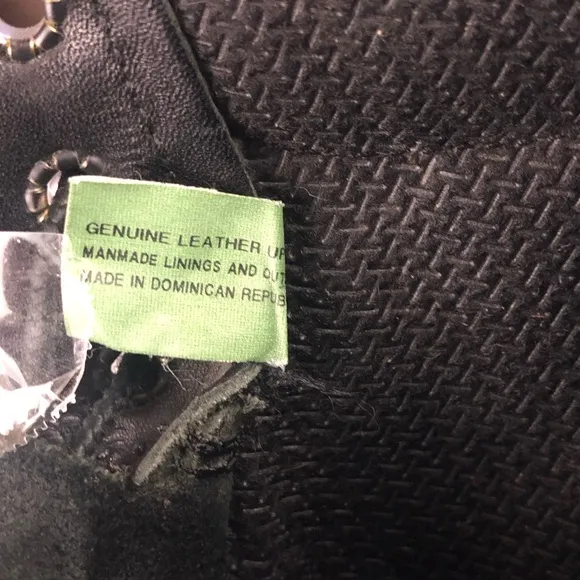 GENUINE LEATHER UP
MANMADE LININGS AND OUT
MADE IN DOMINICAN REPUB